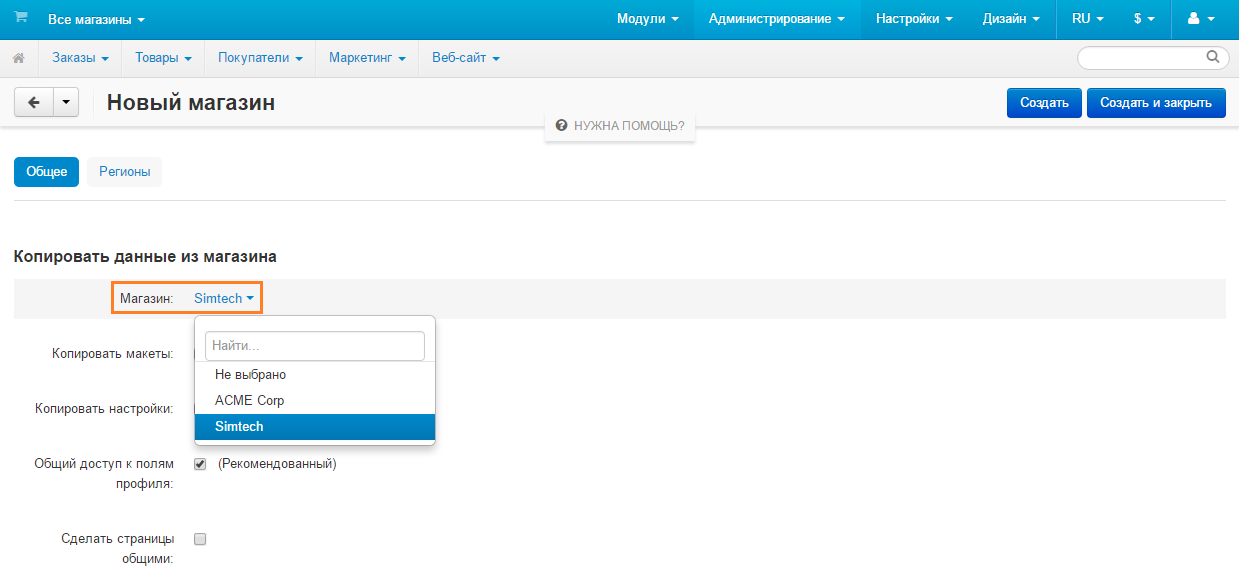 Все магазины Модули Администрирование Настройки Дизайн RU $
Заказы Товары Покупатели Маркетинг Веб-сайт
Новый магазин Создать Создать и закрыть
НУЖНА ПОМОЩЬ?
Общее Регионы
Копировать данные из магазина
Магазин: Simtech
Найти...
Копировать макеты:
Не выбрано
ACME Corp
Копировать настройки:
Simtech
Общий доступ к полям (Рекомендованный)
профиля:
Сделать страницы
общими: